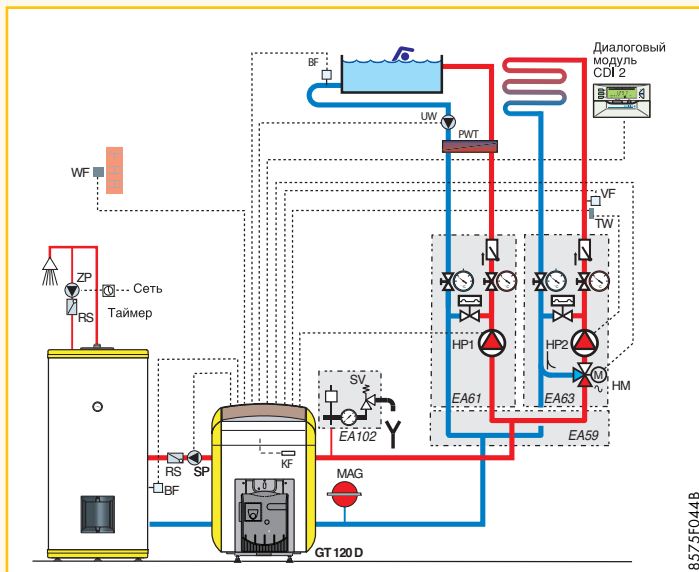 BF
Диалоговый
модуль
CDI 2
UW
PWT
WF
VF
TW
ZP
Сеть
RS
Таймер
HP1
HP2
SV
M
HM
EA61
EA63
EA102
EA59
RS
SP
KF
MAG
BF
GT 120 D
8575F044B